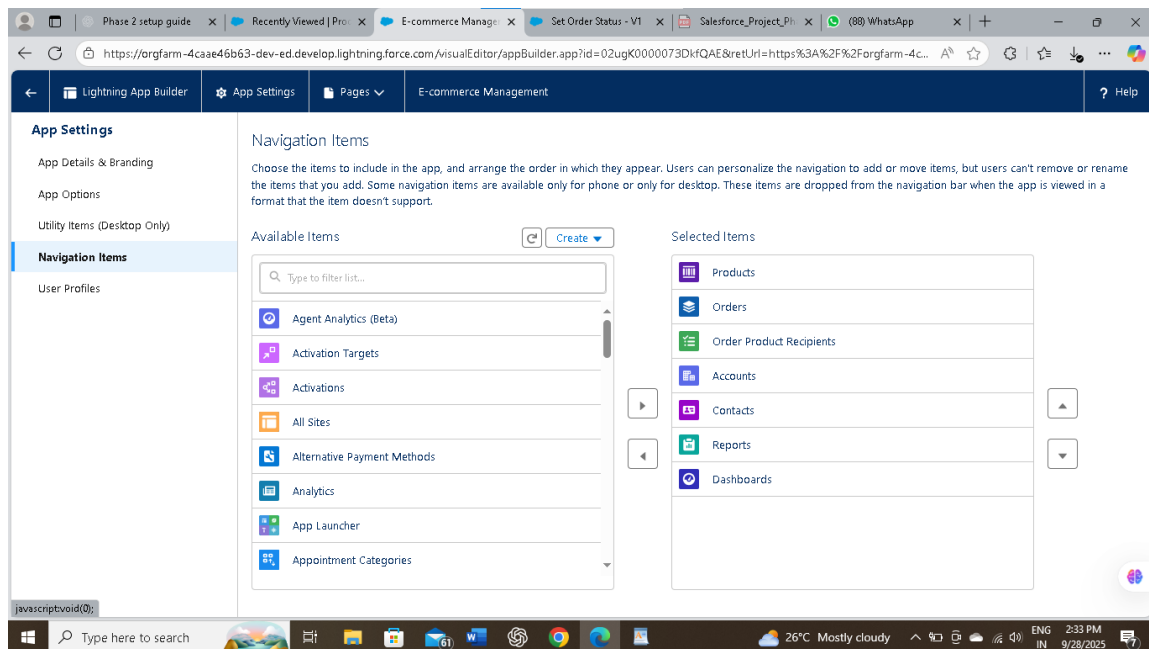 Phase 2 setup guide
Recently Viewed | Pro
E-commerce Manage
Set Order Status - V1
Salesforce_Project_Ph
(88) WhatsApp
https://orgfarm-4caae46b63-dev-ed.develop.lightning.force.com/visualEditor/appBuilder.app?id=02ugK0000073DkfQAE&retUrl=https%3A%2F%2Forgfarm-4c...
Lightning App Builder
App Settings
Pages
E-commerce Management
? Help
App Settings
App Details & Branding
App Options
Utility Items (Desktop Only)
Navigation Items
User Profiles
Navigation Items
Choose the items to include in the app, and arrange the order in which they appear. Users can personalize the navigation to add or move items, but users can't remove or rename
the items that you add. Some navigation items are available only for phone or only for desktop. These items are dropped from the navigation bar when the app is viewed in a
format that the item doesn't support.
Available Items
Create
Type to filter list...
Agent Analytics (Beta)
Activation Targets
Activations
All Sites
Alternative Payment Methods
Analytics
App Launcher
Appointment Categories
Selected Items
Products
Orders
Order Product Recipients
Accounts
Contacts
Reports
Dashboards
javascript:void(0);
Type here to search
61
26°C Mostly cloudy
ENG
IN
2:33 PM
9/28/2025
7